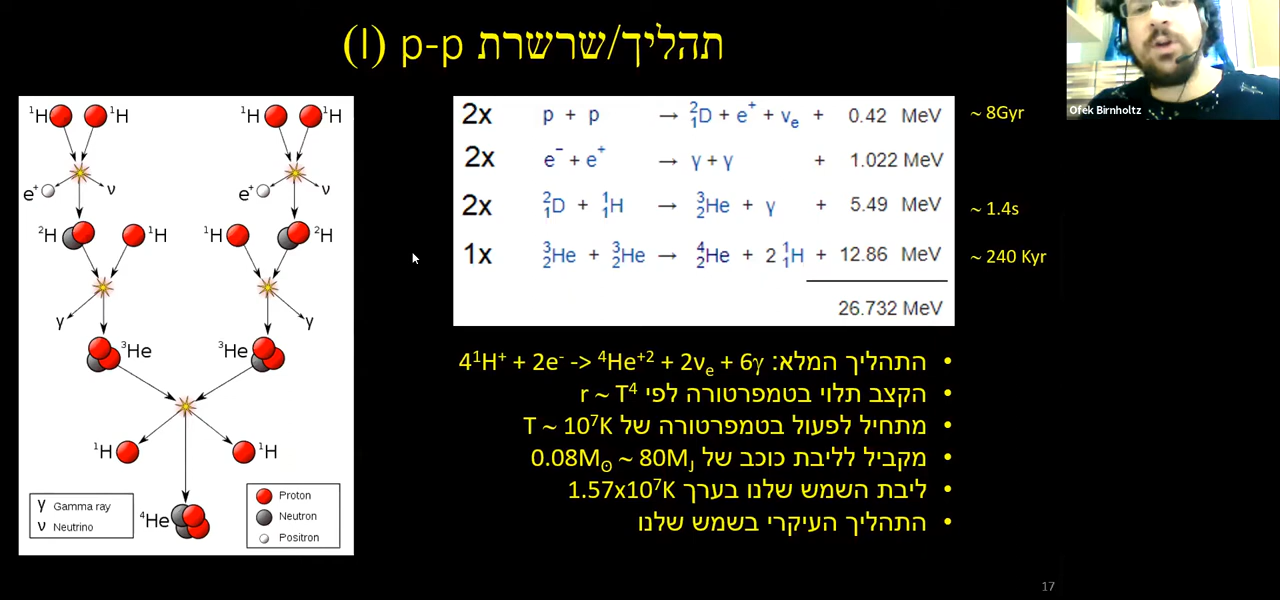 תהליך/שרשרת p-p (I)
¹H ¹H ¹H ¹H
e⁺ ν e⁺ ν
²H ¹H ¹H ²H
γ γ
³He ³He
¹H ¹H
⁴He
γ Gamma ray
ν Neutrino
Proton
Neutron
Positron
2x p + p → ²₁D + e⁺ + νₑ + 0.42 MeV ~ 8Gyr
2x e⁻ + e⁺ → γ + γ + 1.022 MeV
2x ²₁D + ¹₁H → ³₂He + γ + 5.49 MeV ~ 1.4s
1x ³₂He + ³₂He → ⁴₂He + 2 ¹₁H + 12.86 MeV ~ 240 Kyr
26.732 MeV
• התהליך המלא: 4¹H⁺ + 2e⁻ -> ⁴He⁺² + 2νₑ + 6γ
• הקצב תלוי בטמפרטורה לפי r ~ T⁴
• מתחיל לפעול בטמפרטורה של T ~ 10⁷K
• מקביל לליבת כוכב של 0.08M☉ ~ 80Mⱼ
• ליבת השמש שלנו בערך 1.57x10⁷K
• התהליך העיקרי בשמש שלנו
Ofek Birnholtz
17